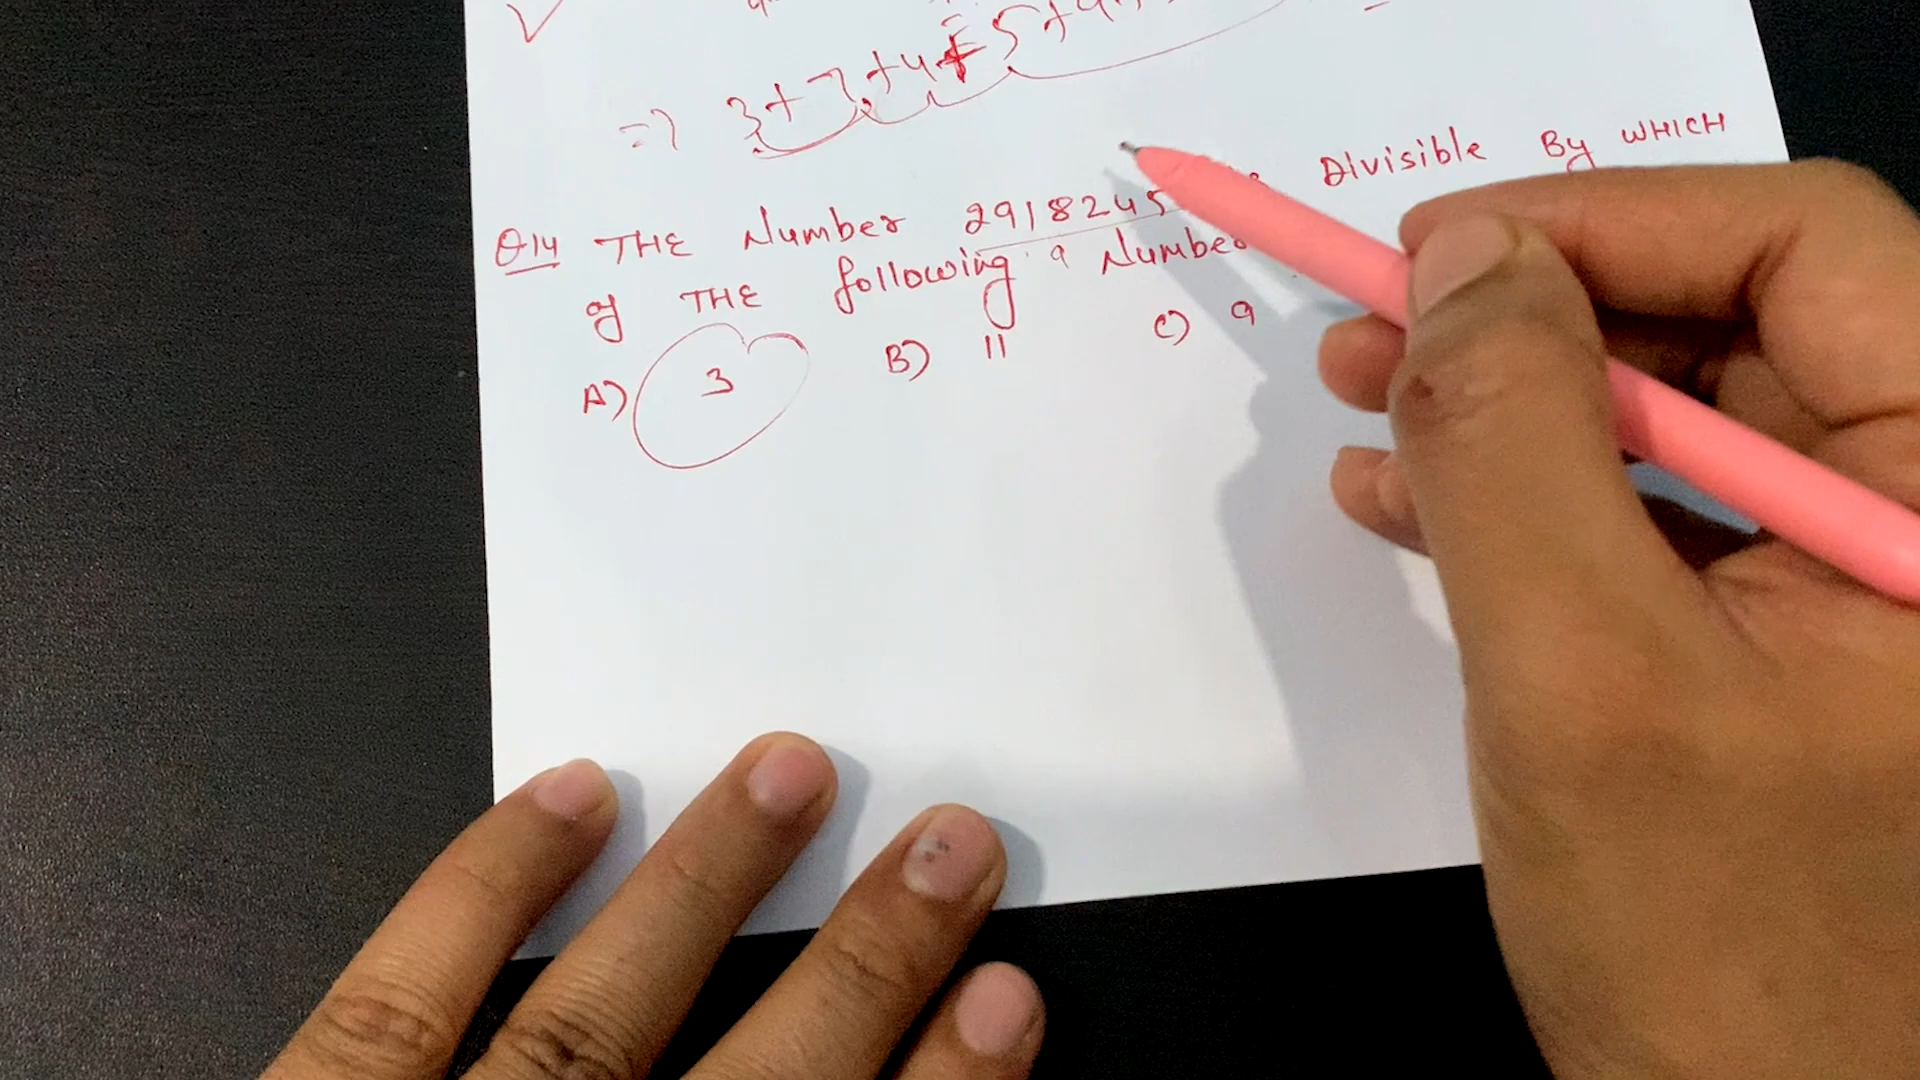 => 3+7+4+5+4
Q14 THE Number 2918245 is Divisible By WHICH
of THE following a Number
A) 3 B) 11 C) 9